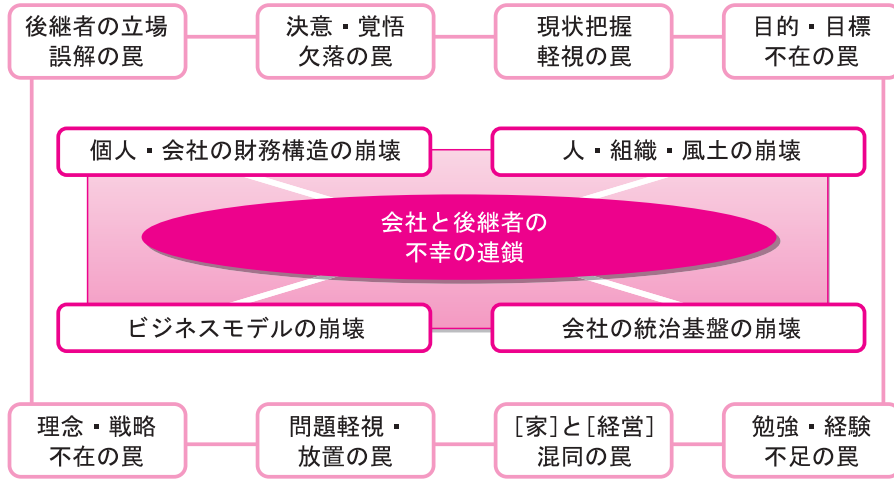 後継者の立場
誤解の罠
決意・覚悟
欠落の罠
現状把握
軽視の罠
目的・目標
不在の罠
個人・会社の財務構造の崩壊
人・組織・風土の崩壊
会社と後継者の
不幸の連鎖
ビジネスモデルの崩壊
会社の統治基盤の崩壊
理念・戦略
不在の罠
問題軽視・
放置の罠
[家]と[経営]
混同の罠
勉強・経験
不足の罠